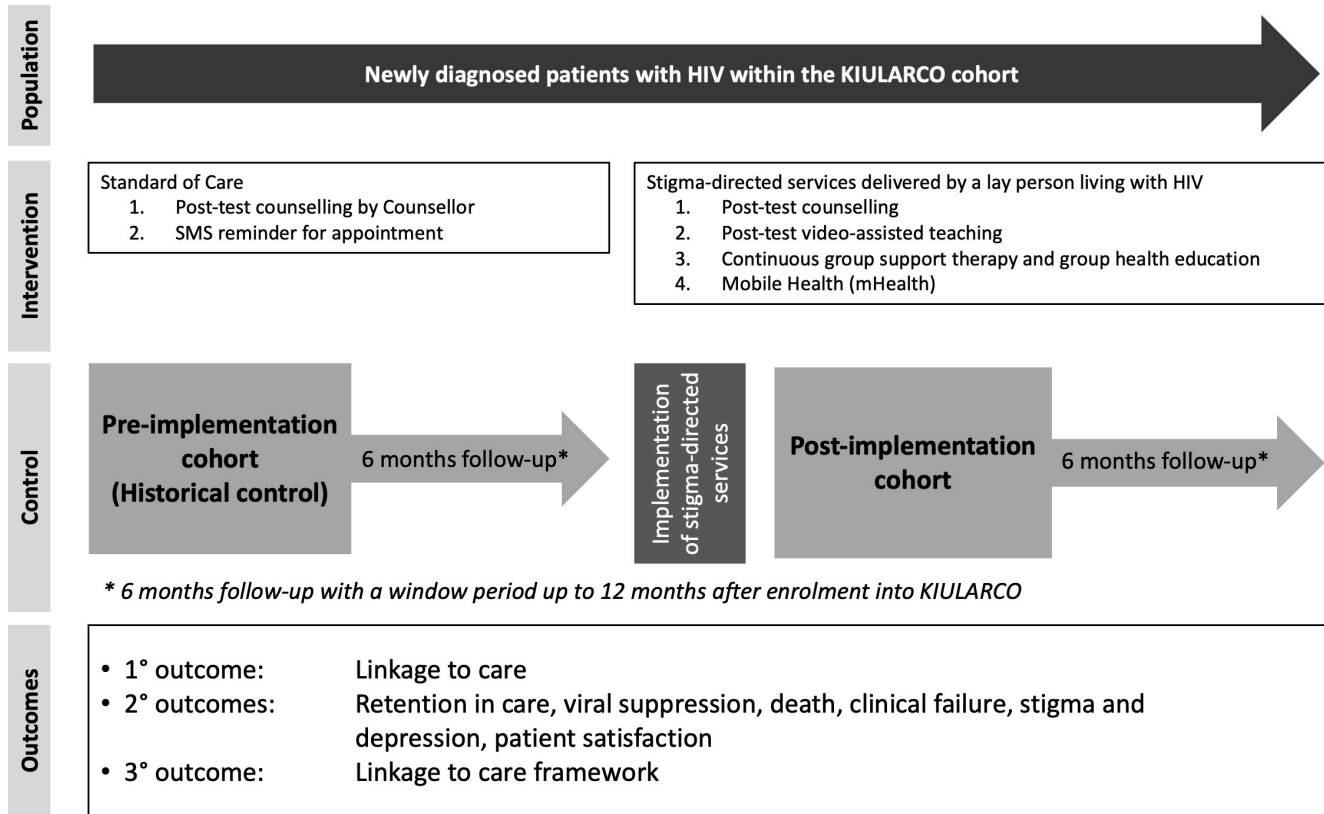 Population
Newly diagnosed patients with HIV within the KIULARCO cohort
Intervention
Standard of Care
1. Post-test counselling by Counsellor
2. SMS reminder for appointment
Stigma-directed services delivered by a lay person living with HIV
1. Post-test counselling
2. Post-test video-assisted teaching
3. Continuous group support therapy and group health education
4. Mobile Health (mHealth)
Control
Pre-implementation
cohort
(Historical control)
6 months follow-up*
Implementation
of stigma-directed
services
Post-implementation
cohort
6 months follow-up*
* 6 months follow-up with a window period up to 12 months after enrolment into KIULARCO
Outcomes
• 1° outcome: Linkage to care
• 2° outcomes: Retention in care, viral suppression, death, clinical failure, stigma and
depression, patient satisfaction
• 3° outcome: Linkage to care framework